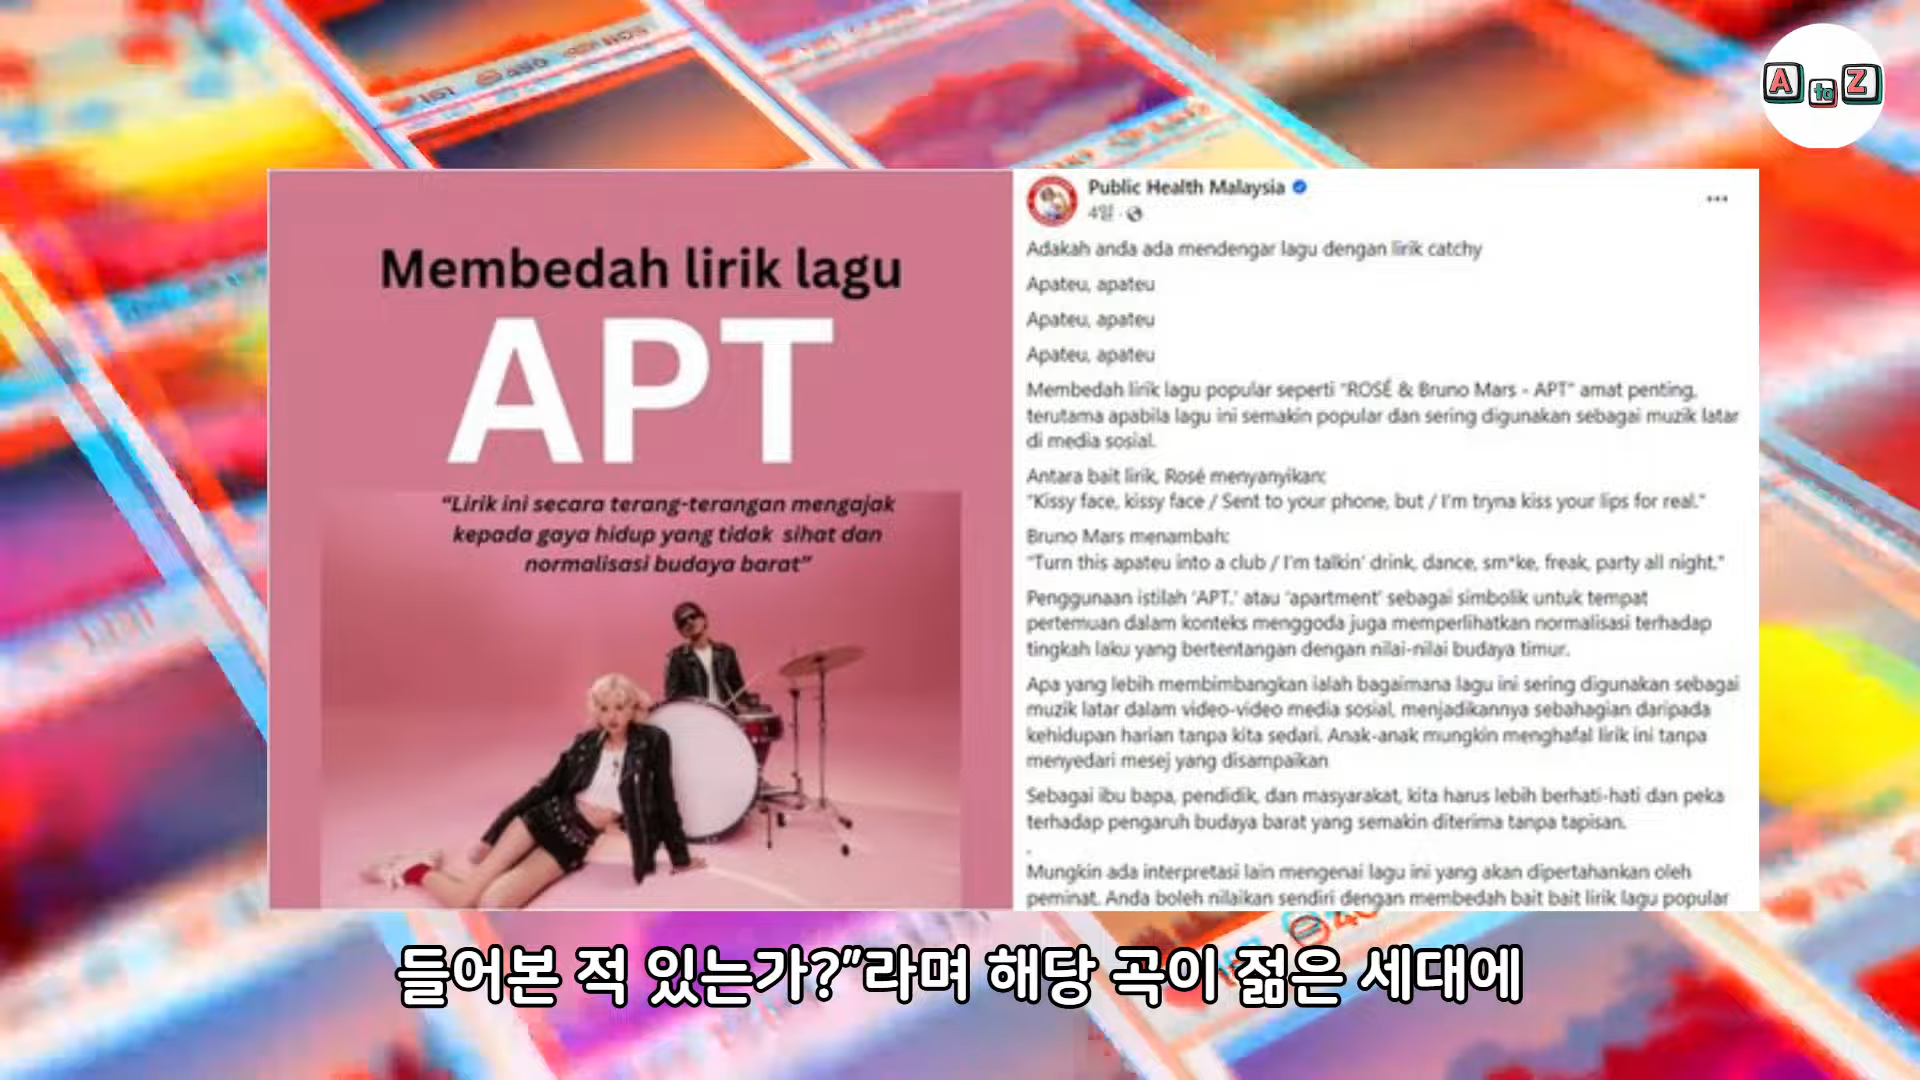 A to Z
Membedah lirik lagu
APT
“Lirik ini secara terang-terangan mengajak
kepada gaya hidup yang tidak sihat dan
normalisasi budaya barat”
Public Health Malaysia
4일 ·
Adakah anda ada mendengar lagu dengan lirik catchy
Apateu, apateu
Apateu, apateu
Apateu, apateu
Membedah lirik lagu popular seperti "ROSÉ & Bruno Mars - APT" amat penting,
terutama apabila lagu ini semakin popular dan sering digunakan sebagai muzik latar
di media sosial.
Antara bait lirik, Rosé menyanyikan:
"Kissy face, kissy face / Sent to your phone, but / I'm tryna kiss your lips for real."
Bruno Mars menambah:
"Turn this apateu into a club / I'm talkin' drink, dance, sm*ke, freak, party all night."
Penggunaan istilah 'APT.' atau 'apartment' sebagai simbolik untuk tempat
pertemuan dalam konteks menggoda juga memperlihatkan normalisasi terhadap
tingkah laku yang bertentangan dengan nilai-nilai budaya timur.
Apa yang lebih membimbangkan ialah bagaimana lagu ini sering digunakan sebagai
muzik latar dalam video-video media sosial, menjadikannya sebahagian daripada
kehidupan harian tanpa kita sedari. Anak-anak mungkin menghafal lirik ini tanpa
menyedari mesej yang disampaikan
Sebagai ibu bapa, pendidik, dan masyarakat, kita harus lebih berhati-hati dan peka
terhadap pengaruh budaya barat yang semakin diterima tanpa tapisan.
.
Mungkin ada interpretasi lain mengenai lagu ini yang akan dipertahankan oleh
peminat. Anda boleh nilaikan sendiri dengan membedah bait bait lirik lagu popular
들어본 적 있는가?”라며 해당 곡이 젊은 세대에